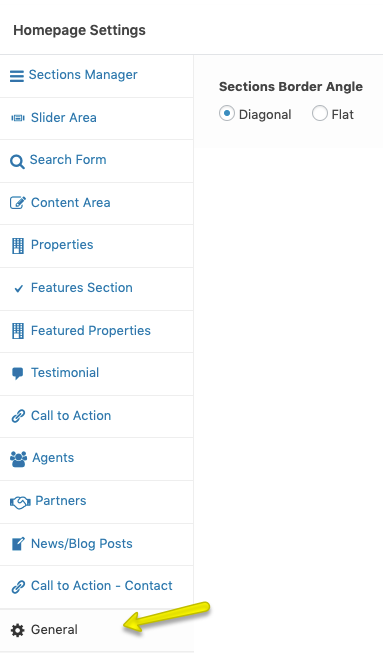 Homepage Settings
Sections Manager
Slider Area
Search Form
Content Area
Properties
Features Section
Featured Properties
Testimonial
Call to Action
Agents
Partners
News/Blog Posts
Call to Action - Contact
General
Sections Border Angle
Diagonal Flat